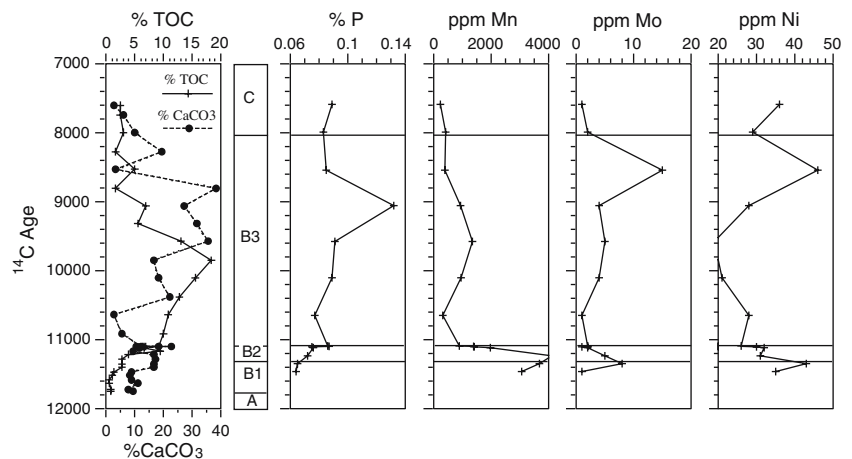 % TOC
% P
ppm Mn
ppm Mo
ppm Ni
0 5 10 15 20
0.06 0.1 0.14
0 2000 4000
0 10 20
20 30 40 50
7000
8000
9000
10000
11000
12000
14C Age
% TOC
% CaCO3
C
B3
B2
B1
A
0 10 20 30 40
%CaCO3